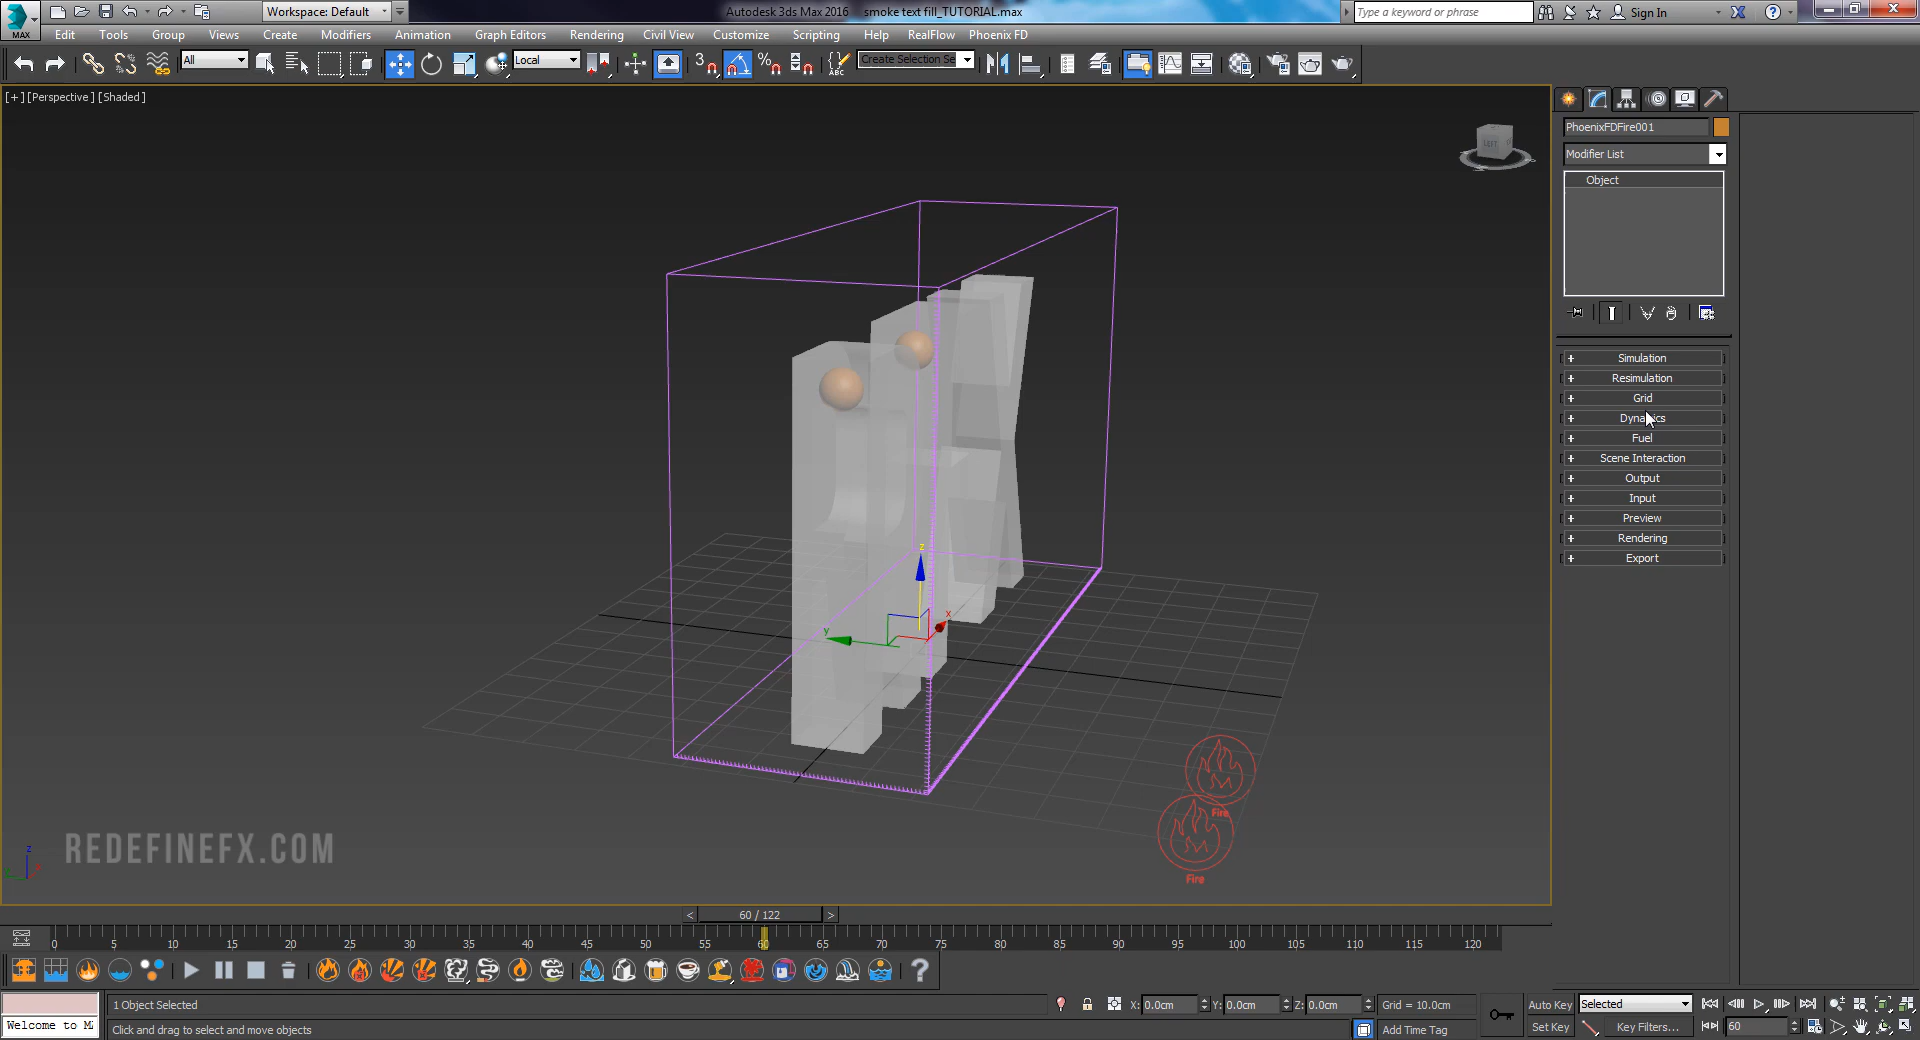 MAX
Workspace: Default
Autodesk 3ds Max 2016 smoke text fill_TUTORIAL.max
Type a keyword or phrase
Sign In
Edit Tools Group Views Create Modifiers Animation Graph Editors Rendering Civil View Customize Scripting Help RealFlow Phoenix FD
All
Local
3
ABC
Create Selection Se
[+] [Perspective] [Shaded]
PhoenixFDFire001
Modifier List
Object
+ Simulation
+ Resimulation
+ Grid
+ Dynamics
+ Fuel
+ Scene Interaction
+ Output
+ Input
+ Preview
+ Rendering
+ Export
z
x
y
Fire
Fire
REDEFINEFX.COM
z
< 60 / 122 >
0 5 10 15 20 25 30 35 40 45 50 55 60 65 70 75 80 85 90 95 100 105 110 115 120
?
1 Object Selected
X: 0.0cm Y: 0.0cm Z: 0.0cm Grid = 10.0cm
Auto Key Selected
Welcome to M
Click and drag to select and move objects
Add Time Tag
Set Key Key Filters... 60